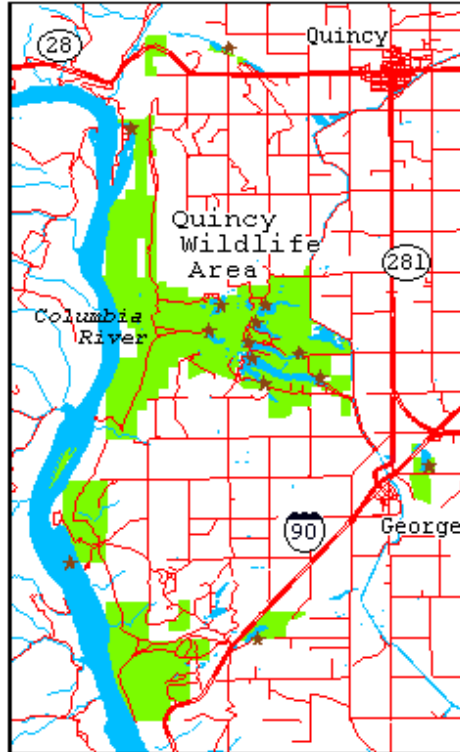 28
Quincy
Quincy
Wildlife
Area
281
Columbia
River
90
George